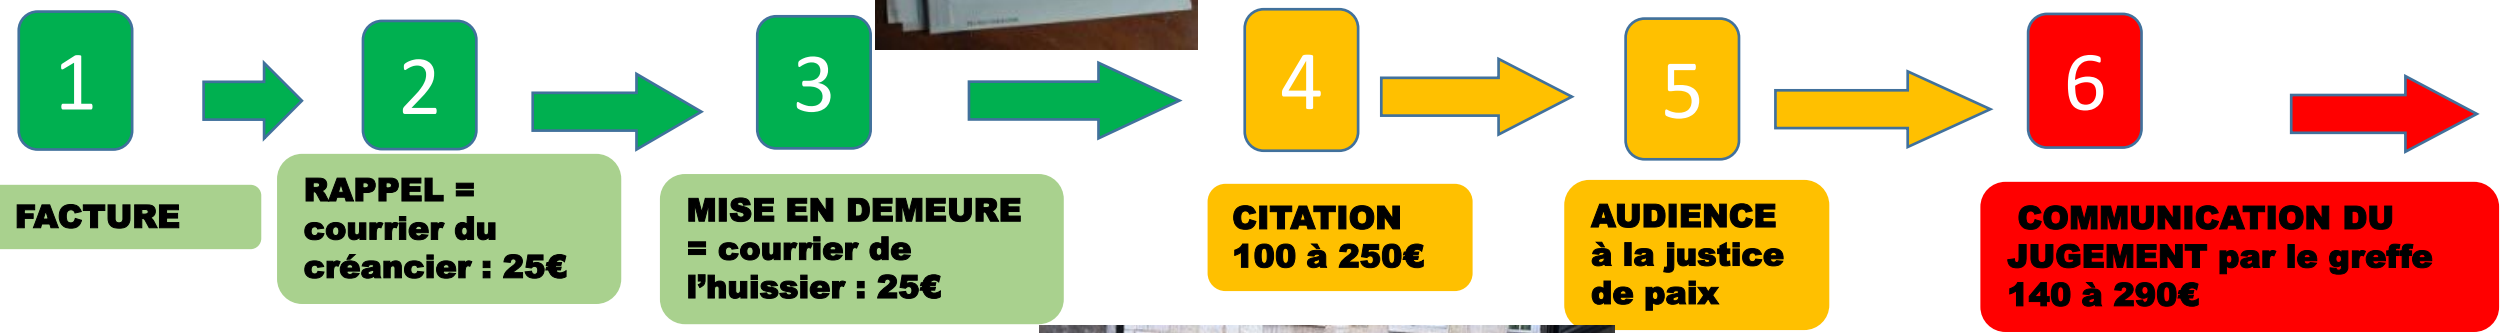 1
2
3
4
5
6
FACTURE
RAPPEL =
courrier du
créancier : 25€
MISE EN DEMEURE
= courrier de
l'huissier : 25€
CITATION
100 à 250€
AUDIENCE
à la justice
de paix
COMMUNICATION DU
JUGEMENT par le greffe
140 à 290€